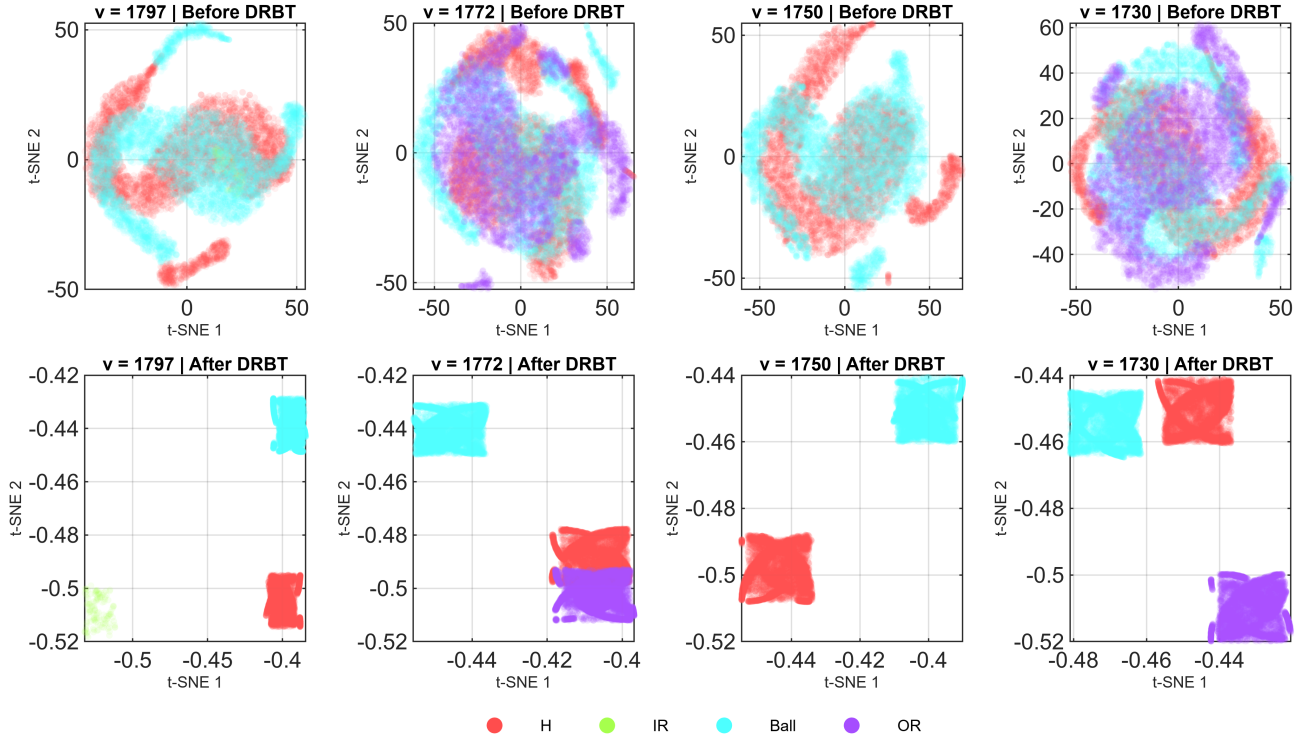 v = 1797 | Before DRBT
v = 1772 | Before DRBT
v = 1750 | Before DRBT
v = 1730 | Before DRBT
t-SNE 2
50
0
-50
0
50
t-SNE 1
t-SNE 2
50
0
-50
-50
0
50
t-SNE 1
t-SNE 2
50
0
-50
-50
0
50
t-SNE 1
t-SNE 2
60
40
20
0
-20
-40
-50
0
50
t-SNE 1
v = 1797 | After DRBT
v = 1772 | After DRBT
v = 1750 | After DRBT
v = 1730 | After DRBT
t-SNE 2
-0.42
-0.44
-0.46
-0.48
-0.5
-0.52
-0.5
-0.45
-0.4
t-SNE 1
t-SNE 2
-0.42
-0.44
-0.46
-0.48
-0.5
-0.52
-0.44
-0.42
-0.4
t-SNE 1
t-SNE 2
-0.44
-0.46
-0.48
-0.5
-0.52
-0.44
-0.42
-0.4
t-SNE 1
t-SNE 2
-0.44
-0.46
-0.48
-0.5
-0.52
-0.48
-0.46
-0.44
t-SNE 1
H
IR
Ball
OR